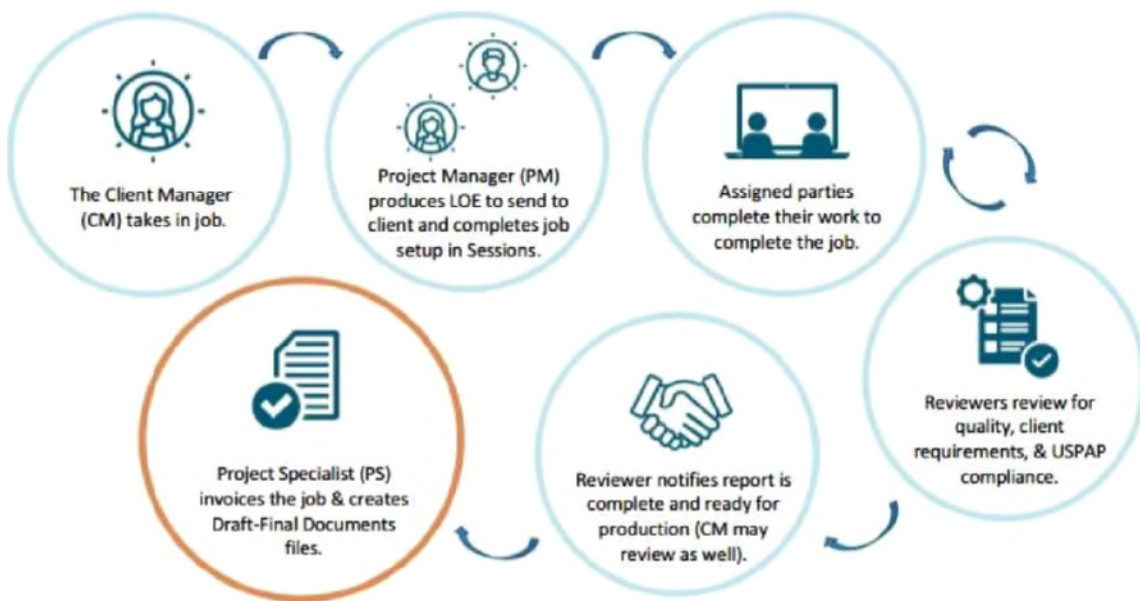 The Client Manager
(CM) takes in job.
Project Manager (PM)
produces LOE to send to
client and completes job
setup in Sessions.
Assigned parties
complete their work to
complete the job.
Reviewers review for
quality, client
requirements, & USPAP
compliance.
Reviewer notifies report is
complete and ready for
production (CM may
review as well).
Project Specialist (PS)
invoices the job & creates
Draft-Final Documents
files.